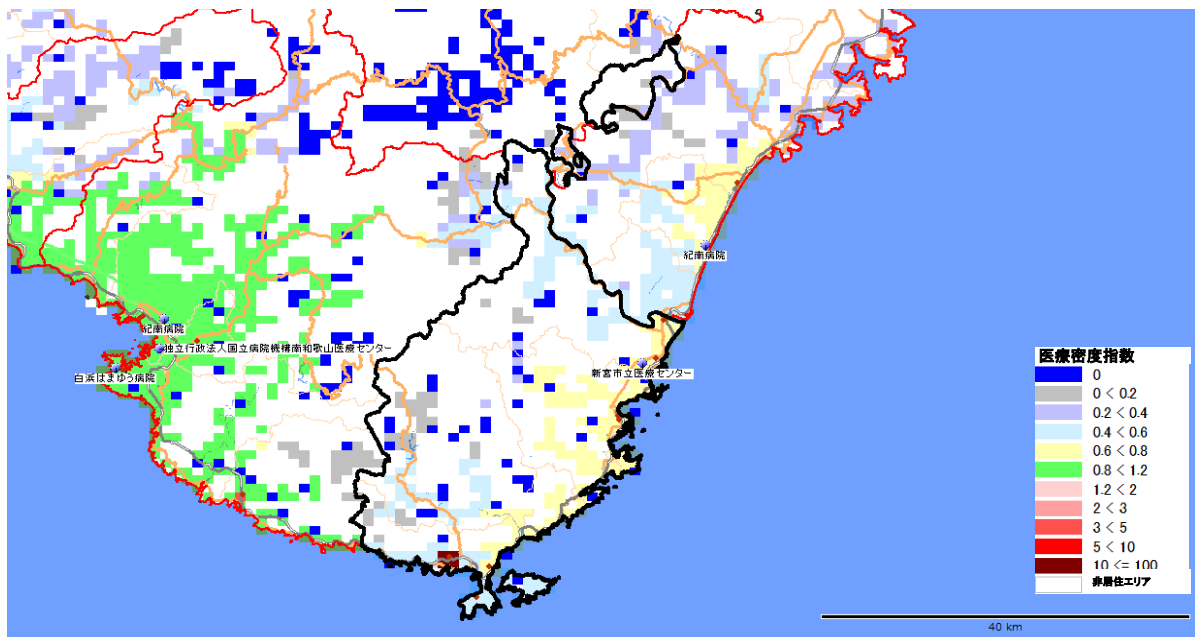 紀南病院
紀南病院
独立行政法人国立病院機構南和歌山医療センター
白浜はまゆう病院
新宮市立医療センター
医療密度指数
0
0 < 0.2
0.2 < 0.4
0.4 < 0.6
0.6 < 0.8
0.8 < 1.2
1.2 < 2
2 < 3
3 < 5
5 < 10
10 <= 100
非居住エリア
40 km